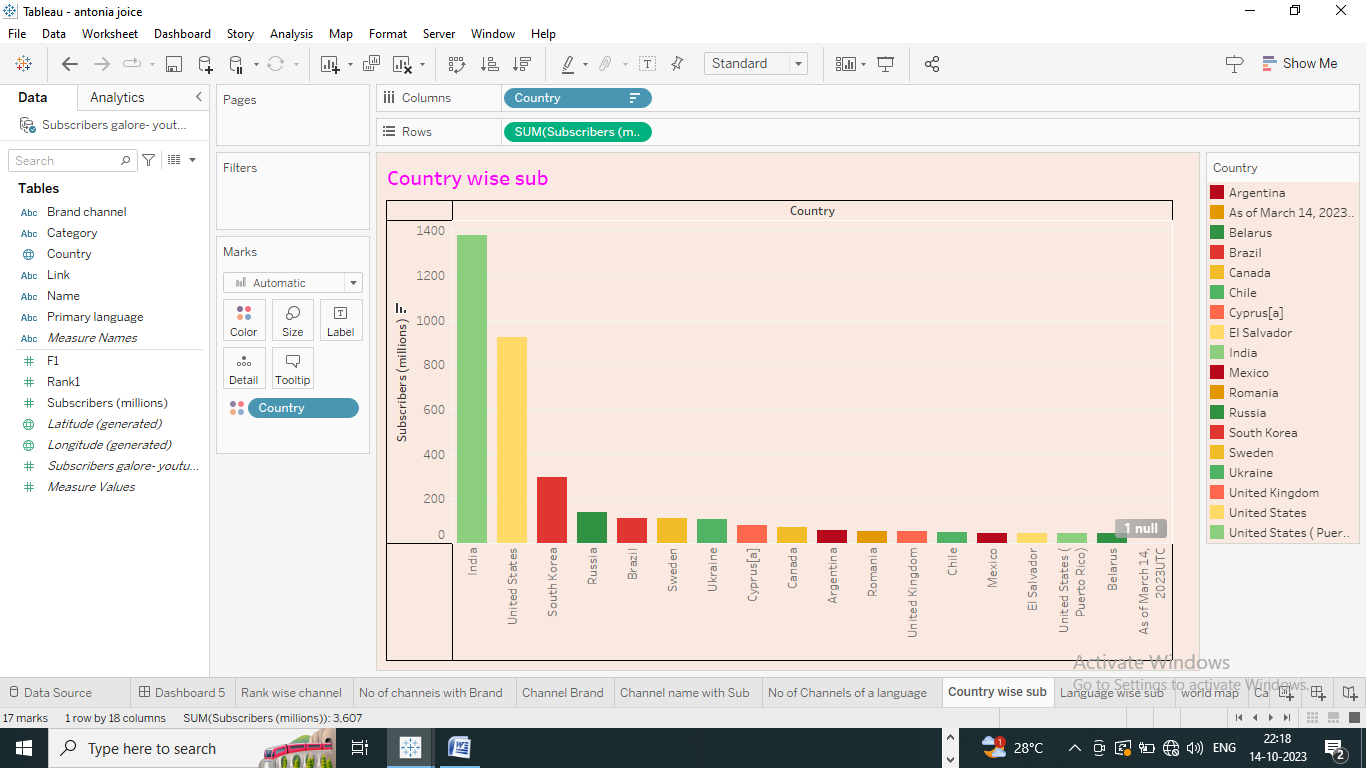 Tableau - antonia joice
File Data Worksheet Dashboard Story Analysis Map Format Server Window Help
Standard
Show Me
Data Analytics
Subscribers galore- yout...
Search
Tables
Abc Brand channel
Abc Category
Country
Abc Link
Abc Name
Abc Primary language
Abc Measure Names
F1
Rank1
Subscribers (millions)
Latitude (generated)
Longitude (generated)
Subscribers galore- youtu...
Measure Values
Pages
Filters
Marks
Automatic
Color Size Label
Detail Tooltip
Country
Columns Country
Rows SUM(Subscribers (m..
Country wise sub
Country
Subscribers (millions)
1400
1200
1000
800
600
400
200
0
1 null
India
United States
South Korea
Russia
Brazil
Sweden
Ukraine
Cyprus[a]
Canada
Argentina
Romania
United Kingdom
Chile
Mexico
El Salvador
United States (
Puerto Rico)
Belarus
As of March 14,
2023UTC
Country
Argentina
As of March 14, 2023..
Belarus
Brazil
Canada
Chile
Cyprus[a]
El Salvador
India
Mexico
Romania
Russia
South Korea
Sweden
Ukraine
United Kingdom
United States
United States ( Puer..
Activate Windows
Go to Settings to activate Windows.
Data Source Dashboard 5 Rank wise channel No of channels with Brand Channel Brand Channel name with Sub No of Channels of a language Country wise sub Language wise sub world map Ca
17 marks 1 row by 18 columns SUM(Subscribers (millions)): 3,607
Type here to search
1 28°C ENG
22:18
14-10-2023
2